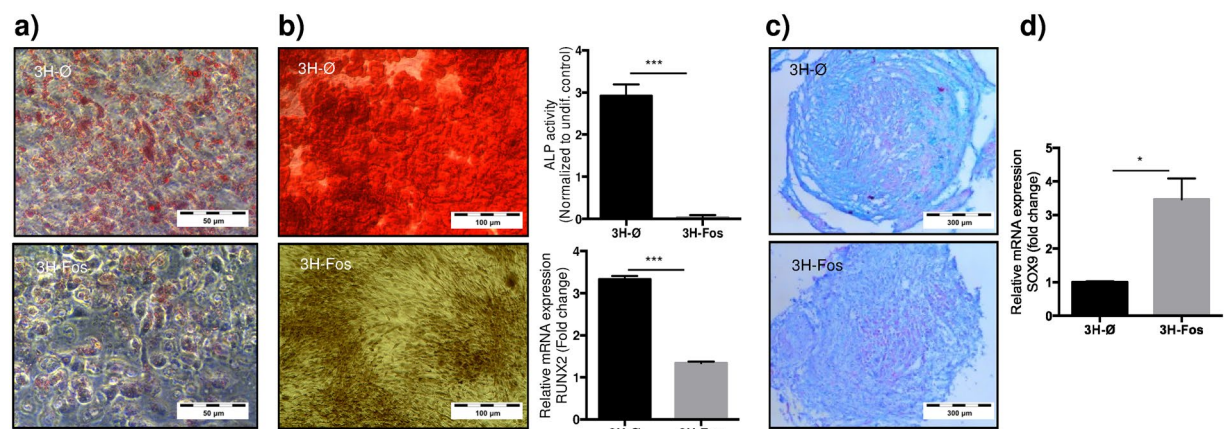 a)
b)
c)
d)
3H-Ø
50 µm
3H-Fos
50 µm
3H-Ø
100 µm
3H-Fos
100 µm
ALP activity
(Normalized to undif. control)
4
3
2
1
0
***
3H-Ø 3H-Fos
Relative mRNA expression
RUNX2 (Fold change)
4
3
2
1
0
***
3H-Ø
300 µm
3H-Fos
300 µm
Relative mRNA expression
SOX9 (fold change)
5
4
3
2
1
0
*
3H-Ø 3H-Fos